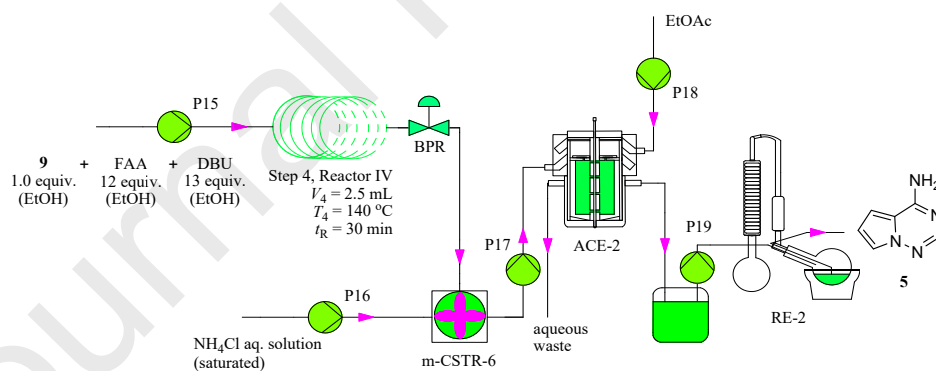 EtOAc
P15
P18
BPR
9 + FAA + DBU
1.0 equiv. 12 equiv. 13 equiv.
(EtOH) (EtOH) (EtOH)
Step 4, Reactor IV
V4 = 2.5 mL
T4 = 140 °C
tR = 30 min
ACE-2
P17
P19
NH2
N
N
N
5
P16
NH4Cl aq. solution
(saturated)
m-CSTR-6
aqueous
waste
RE-2